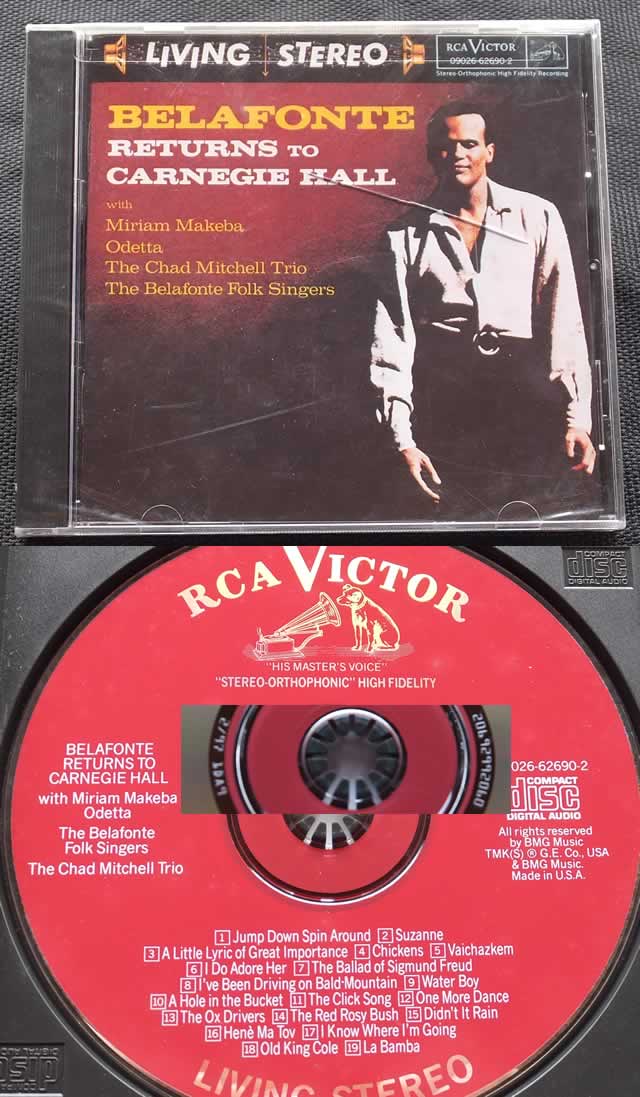 LIVING STEREO
RCA VICTOR
09026-62690-2
Stereo-Orthophonic High Fidelity Recording
BELAFONTE
RETURNS TO
CARNEGIE HALL
with
Miriam Makeba
Odetta
The Chad Mitchell Trio
The Belafonte Folk Singers
COMPACT
disc
DIGITAL AUDIO
RCA VICTOR
"HIS MASTER'S VOICE"
"STEREO-ORTHOPHONIC" HIGH FIDELITY
BELAFONTE
RETURNS TO
CARNEGIE HALL
with Miriam Makeba
Odetta
The Belafonte
Folk Singers
The Chad Mitchell Trio
026-62690-2
COMPACT
disc
DIGITAL AUDIO
All rights reserved
by BMG Music
TMK(S) ® G.E. Co., USA
& BMG Music.
Made in U.S.A.
1 Jump Down Spin Around 2 Suzanne
3 A Little Lyric of Great Importance 4 Chickens 5 Vaichazkem
6 I Do Adore Her 7 The Ballad of Sigmund Freud
8 I've Been Driving on Bald Mountain 9 Water Boy
10 A Hole in the Bucket 11 The Click Song 12 One More Dance
13 The Ox Drivers 14 The Red Rosy Bush 15 Didn't It Rain
16 Henè Ma Tov 17 I Know Where I'm Going
18 Old King Cole 19 La Bamba
LIVING STEREO